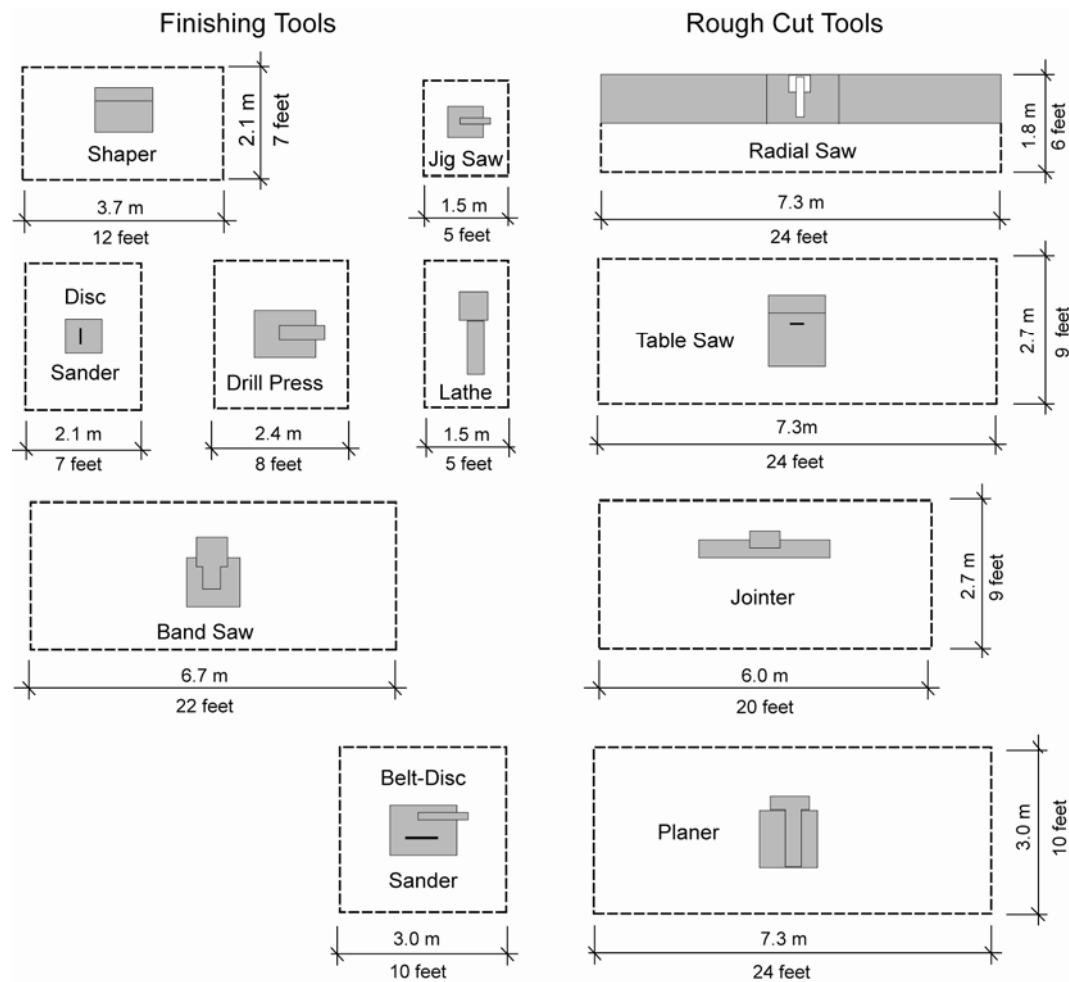 Finishing Tools
Rough Cut Tools
Shaper
2.1 m
7 feet
3.7 m
12 feet
Jig Saw
1.5 m
5 feet
Radial Saw
1.8 m
6 feet
7.3 m
24 feet
Disc
Sander
2.1 m
7 feet
Drill Press
2.4 m
8 feet
Lathe
1.5 m
5 feet
Table Saw
2.7 m
9 feet
7.3m
24 feet
Band Saw
6.7 m
22 feet
Jointer
2.7 m
9 feet
6.0 m
20 feet
Belt-Disc
Sander
3.0 m
10 feet
Planer
3.0 m
10 feet
7.3 m
24 feet